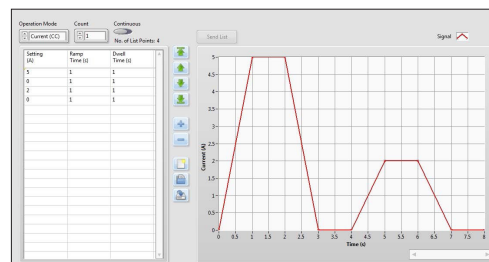 Operation Mode Count Continuous
Current (CC) 1 No. of List Points: 4
Setting (A) Ramp Time (s) Dwell Time (s)
5 1 1
0 1 1
2 1 1
0 1 1
Send List Signal
Current (A)
5
4.5
4
3.5
3
2.5
2
1.5
1
0.5
0
0 0.5 1 1.5 2 2.5 3 3.5 4 4.5 5 5.5 6 6.5 7 7.5 8
Time (s)